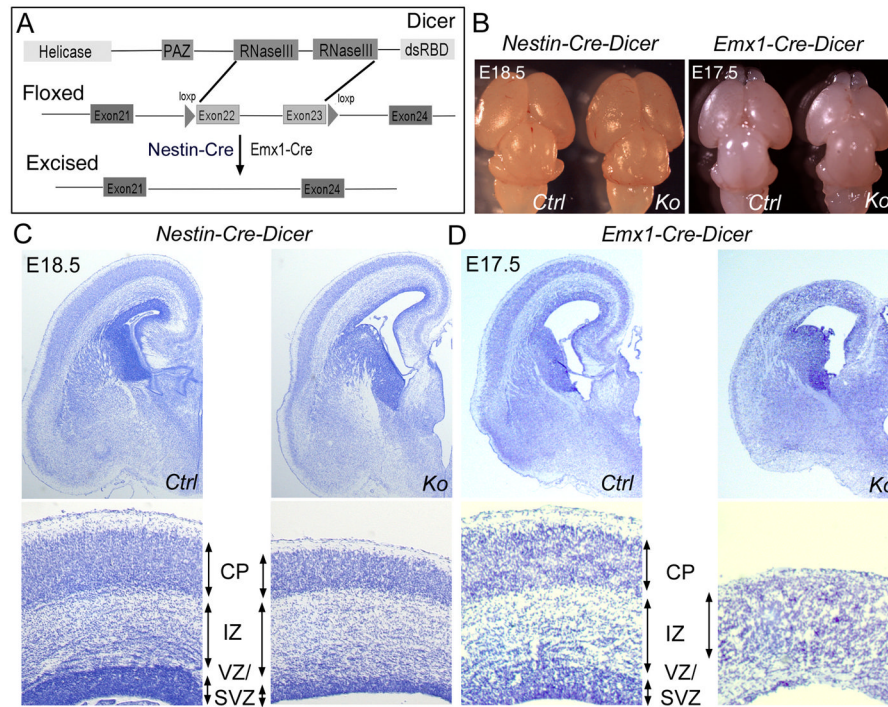 A
Dicer
Helicase PAZ RNaseIII RNaseIII dsRBD
Floxed
loxp loxp
Exon21 Exon22 Exon23 Exon24
Nestin-Cre Emx1-Cre
Excised
Exon21 Exon24
B
Nestin-Cre-Dicer Emx1-Cre-Dicer
E18.5 E17.5
Ctrl Ko Ctrl Ko
C Nestin-Cre-Dicer
E18.5
Ctrl Ko
CP
IZ
VZ/
SVZ
D Emx1-Cre-Dicer
E17.5
Ctrl Ko
CP
IZ
VZ/
SVZ